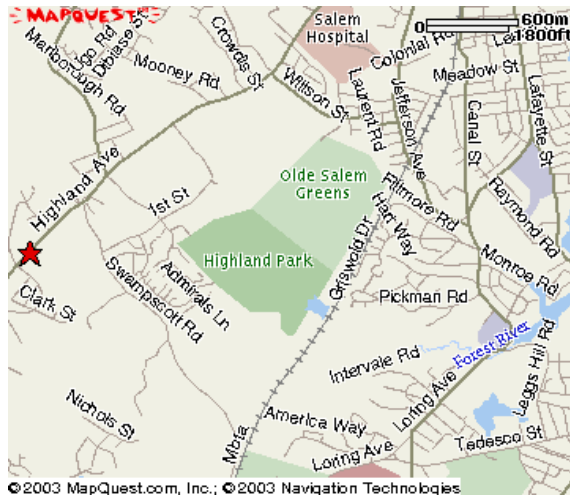 MAPQUEST
Salem
Hospital
0
600m
1800ft
Ugo Rd
Dibiase St
Marlborough Rd
Mooney Rd
Crowdis St
Willson St
Colonial Rd
Laurent Rd
Jefferson Ave
Meadow St
Canal St
Lafayette St
Highland Ave
1st St
Olde Salem
Greens
Highland Park
Fillmore Rd
Hart Way
Griswold Dr
Raymond Rd
Monroe Rd
Swampscott Rd
Admirals Ln
Clark St
Pickman Rd
Forest River
Intervale Rd
Loring Ave
Leggs Hill Rd
Nichols St
America Way
Mbta
Loring Ave
Tedesco St
©2003 MapQuest.com, Inc.; ©2003 Navigation Technologies